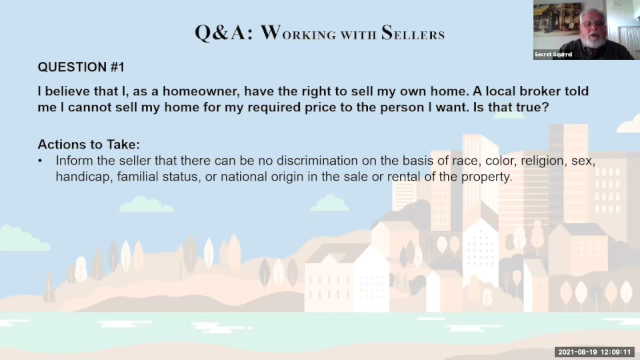 Q&A: WORKING WITH SELLERS
Secret Squirrel
QUESTION #1
I believe that I, as a homeowner, have the right to sell my own home. A local broker told
me I cannot sell my home for my required price to the person I want. Is that true?
Actions to Take:
• Inform the seller that there can be no discrimination on the basis of race, color, religion, sex,
handicap, familial status, or national origin in the sale or rental of the property.
2021-08-19 12:09:11